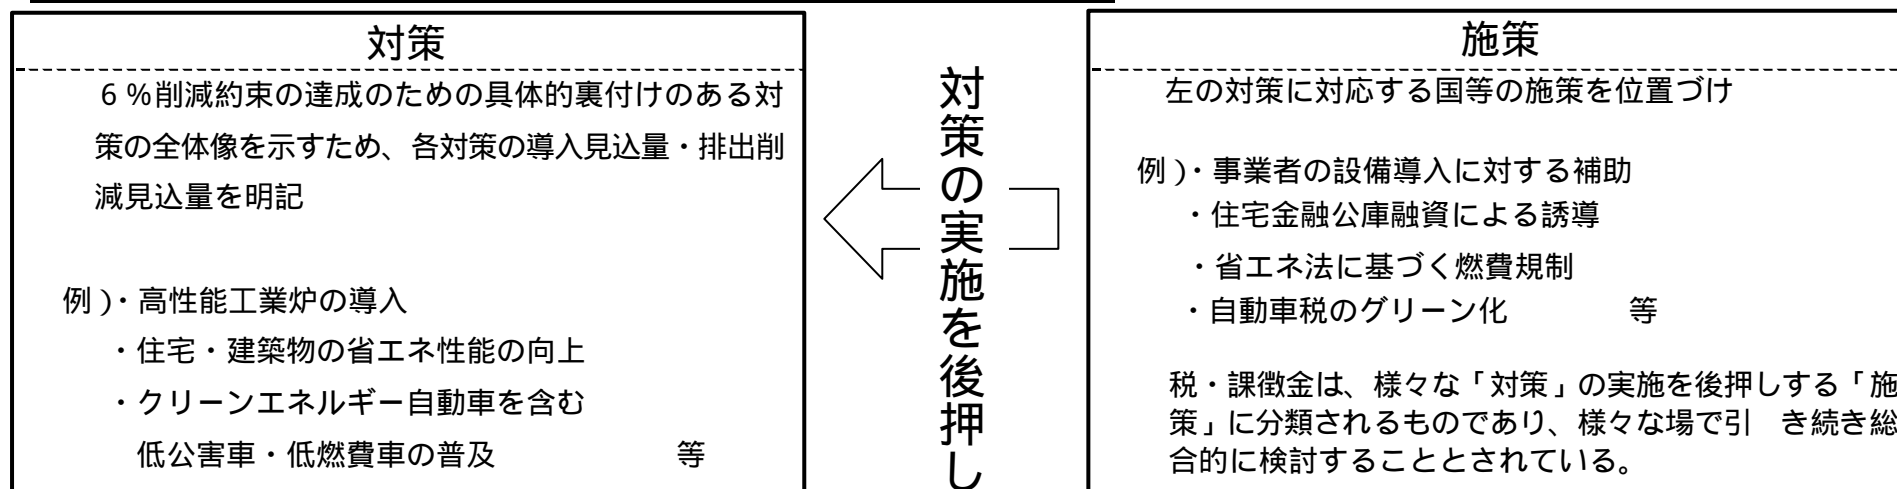 対策
６％削減約束の達成のための具体的裏付けのある対
策の全体像を示すため、各対策の導入見込量・排出削
減見込量を明記
例）・高性能工業炉の導入
・住宅・建築物の省エネ性能の向上
・クリーンエネルギー自動車を含む
低公害車・低燃費車の普及　　　　　等
対策の実施を後押し
施策
左の対策に対応する国等の施策を位置づけ
例）・事業者の設備導入に対する補助
・住宅金融公庫融資による誘導
・省エネ法に基づく燃費規制
・自動車税のグリーン化　　　等
税・課徴金は、様々な「対策」の実施を後押しする「施
策」に分類されるものであり、様々な場で引　き続き総
合的に検討することとされている。